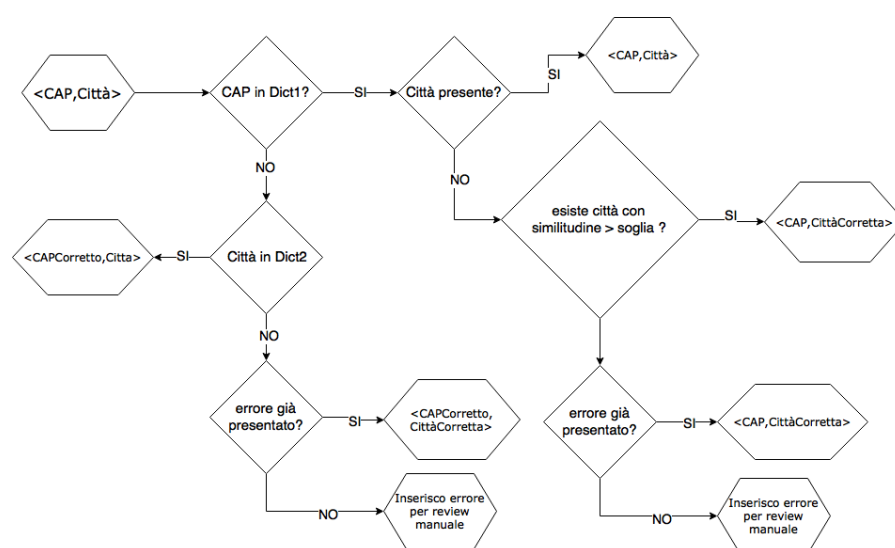 <CAP,Città>
CAP in Dict1?
SI
Città presente?
SI
<CAP,Città>
NO
NO
esiste città con
similitudine > soglia ?
SI
<CAP,CittàCorretta>
<CAPCorretto,Citta>
SI
Città in Dict2
NO
errore già
presentato?
SI
<CAPCorretto,
CittàCorretta>
errore già
presentato?
SI
<CAP,CittàCorretta>
NO
Inserisco errore
per review
manuale
NO
Inserisco errore
per review
manuale